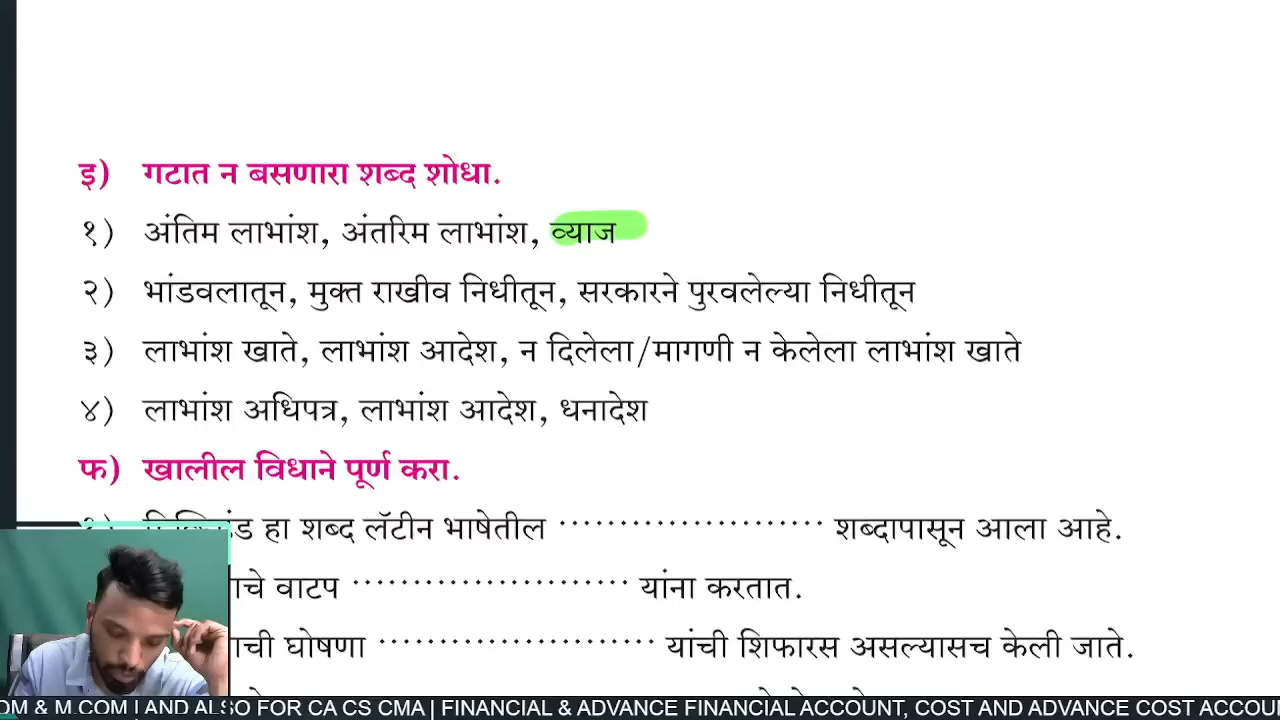 इ) गटात न बसणारा शब्द शोधा.
१) अंतिम लाभांश, अंतरिम लाभांश, व्याज
२) भांडवलातून, मुक्त राखीव निधीतून, सरकारने पुरवलेल्या निधीतून
३) लाभांश खाते, लाभांश आदेश, न दिलेला/मागणी न केलेला लाभांश खाते
४) लाभांश अधिपत्र, लाभांश आदेश, धनादेश
फ) खालील विधाने पूर्ण करा.
हा शब्द लॅटीन भाषेतील ...................... शब्दापासून आला आहे.
वाटप ....................... यांना करतात.
घोषणा ....................... यांची शिफारस असल्यासच केली जाते.
OM & M.COM | AND ALSO FOR CA CS CMA | FINANCIAL & ADVANCE FINANCIAL ACCOUNT, COST AND ADVANCE COST ACCOU